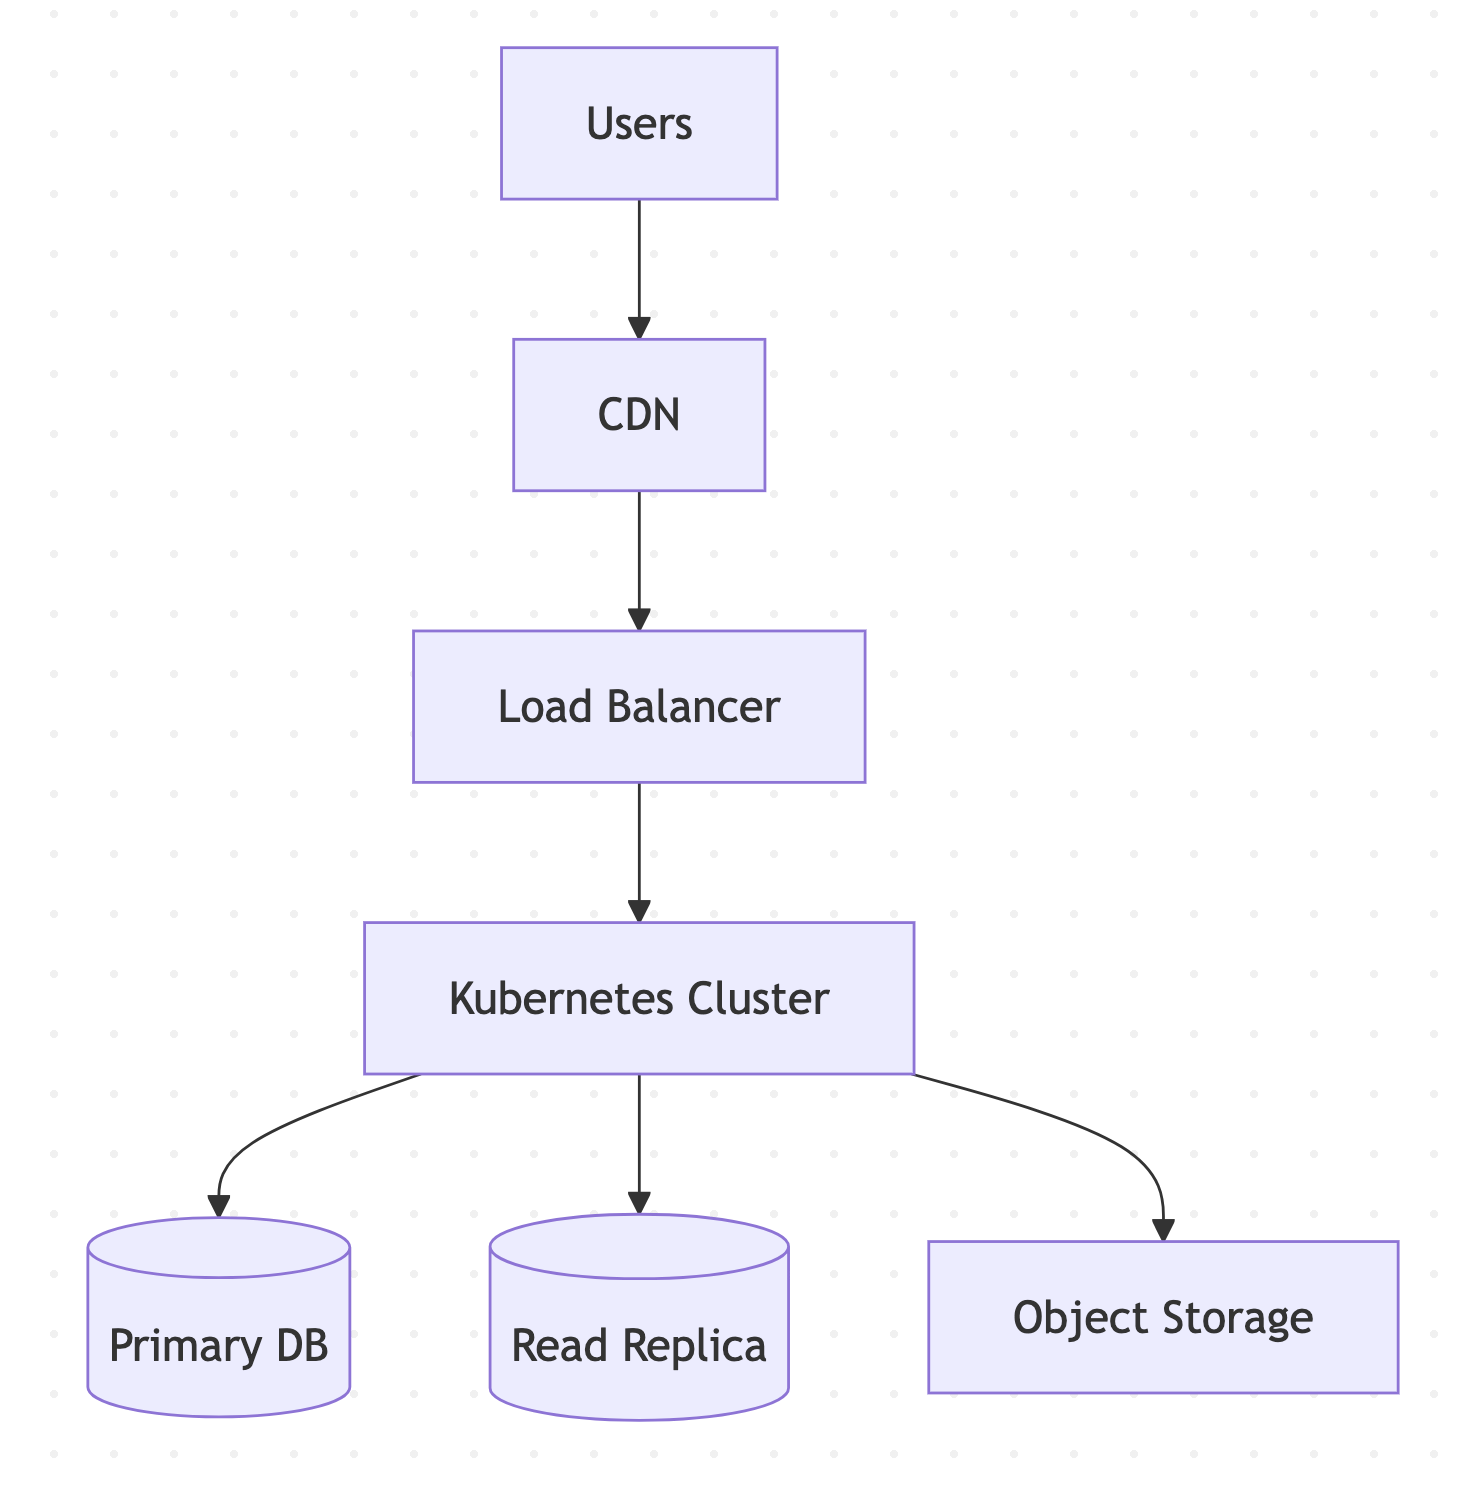 Users
CDN
Load Balancer
Kubernetes Cluster
Primary DB
Read Replica
Object Storage